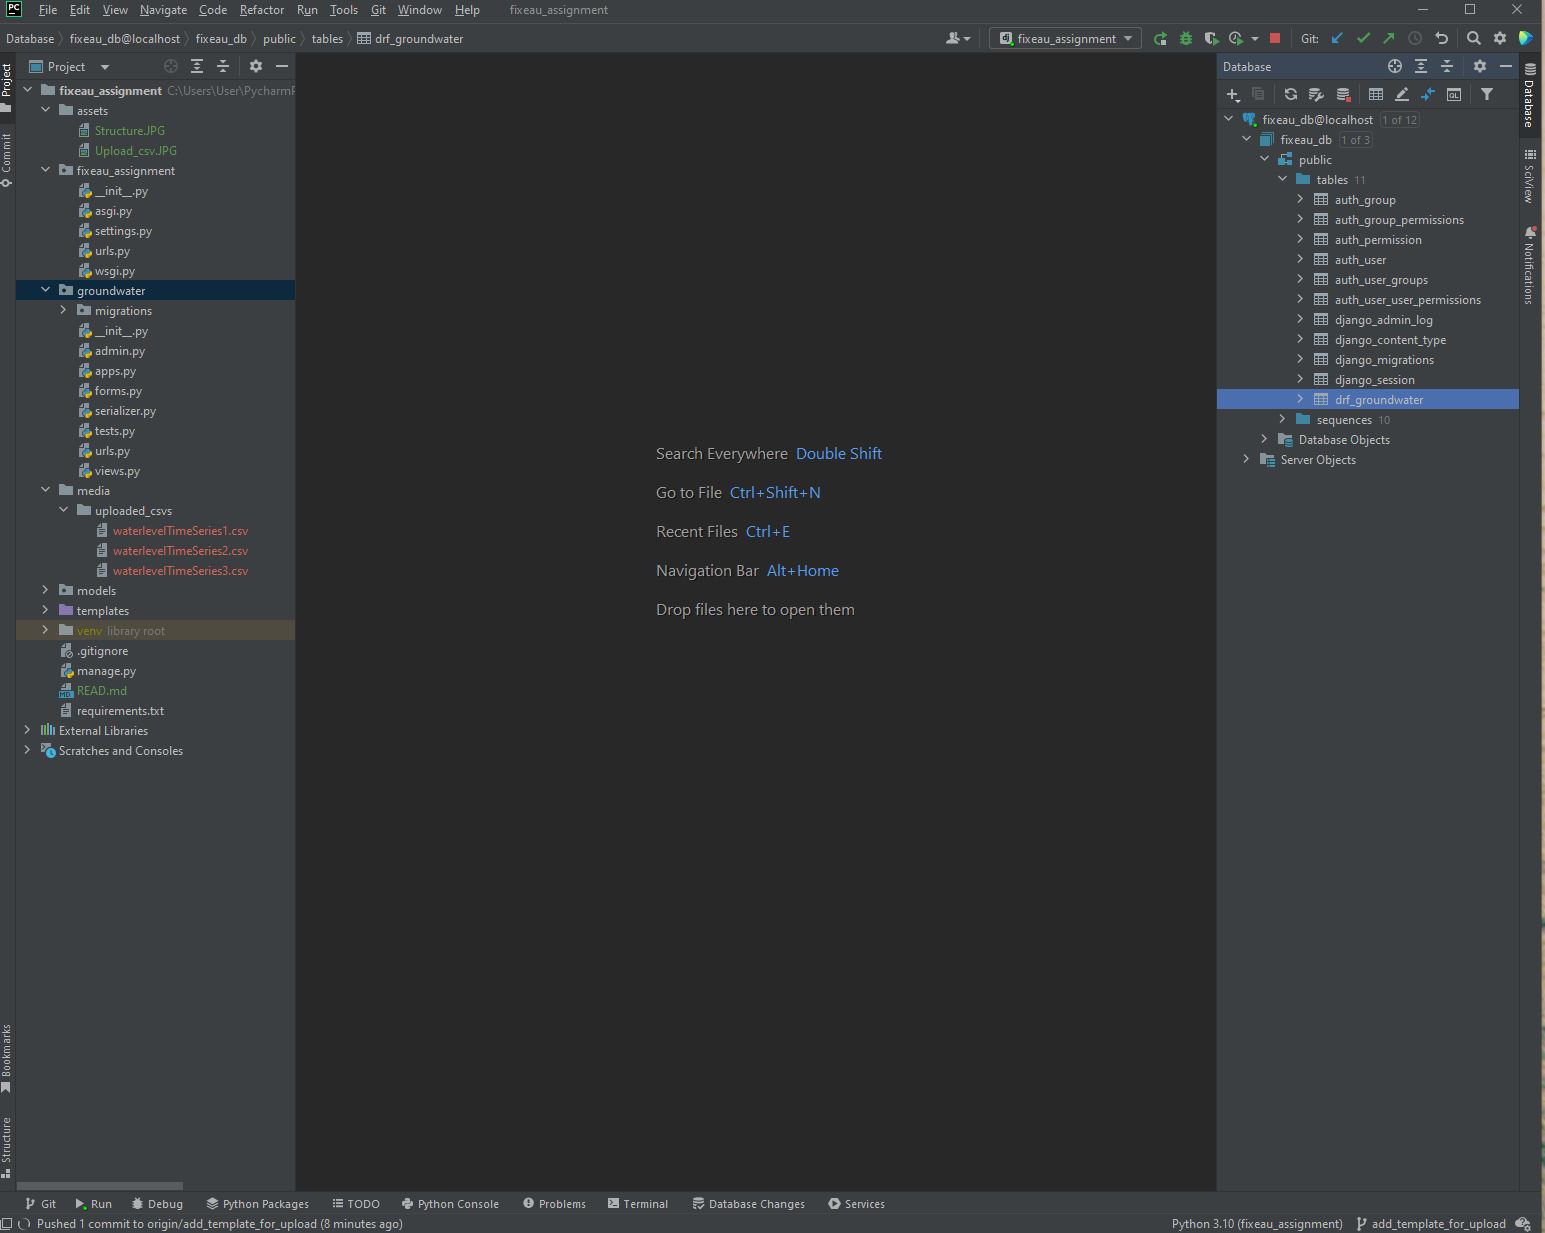 PC File Edit View Navigate Code Refactor Run Tools Git Window Help fixeau_assignment
Database fixeau_db@localhost fixeau_db public tables drf_groundwater
dj fixeau_assignment Git:
Project
Commit
Bookmarks
Structure
Project
fixeau_assignment C:\Users\User\Pycharm
assets
Structure.JPG
Upload_csv.JPG
fixeau_assignment
__init__.py
asgi.py
settings.py
urls.py
wsgi.py
groundwater
migrations
__init__.py
admin.py
apps.py
forms.py
serializer.py
tests.py
urls.py
views.py
media
uploaded_csvs
waterlevelTimeSeries1.csv
waterlevelTimeSeries2.csv
waterlevelTimeSeries3.csv
models
templates
venv library root
.gitignore
manage.py
READ.md
requirements.txt
External Libraries
Scratches and Consoles
Search Everywhere Double Shift
Go to File Ctrl+Shift+N
Recent Files Ctrl+E
Navigation Bar Alt+Home
Drop files here to open them
Database
QL
fixeau_db@localhost 1 of 12
fixeau_db 1 of 3
public
tables 11
auth_group
auth_group_permissions
auth_permission
auth_user
auth_user_groups
auth_user_user_permissions
django_admin_log
django_content_type
django_migrations
django_session
drf_groundwater
sequences 10
Database Objects
Server Objects
Database
SciView
Notifications
Git Run Debug Python Packages TODO Python Console Problems Terminal Database Changes Services
Pushed 1 commit to origin/add_template_for_upload (8 minutes ago) Python 3.10 (fixeau_assignment) add_template_for_upload